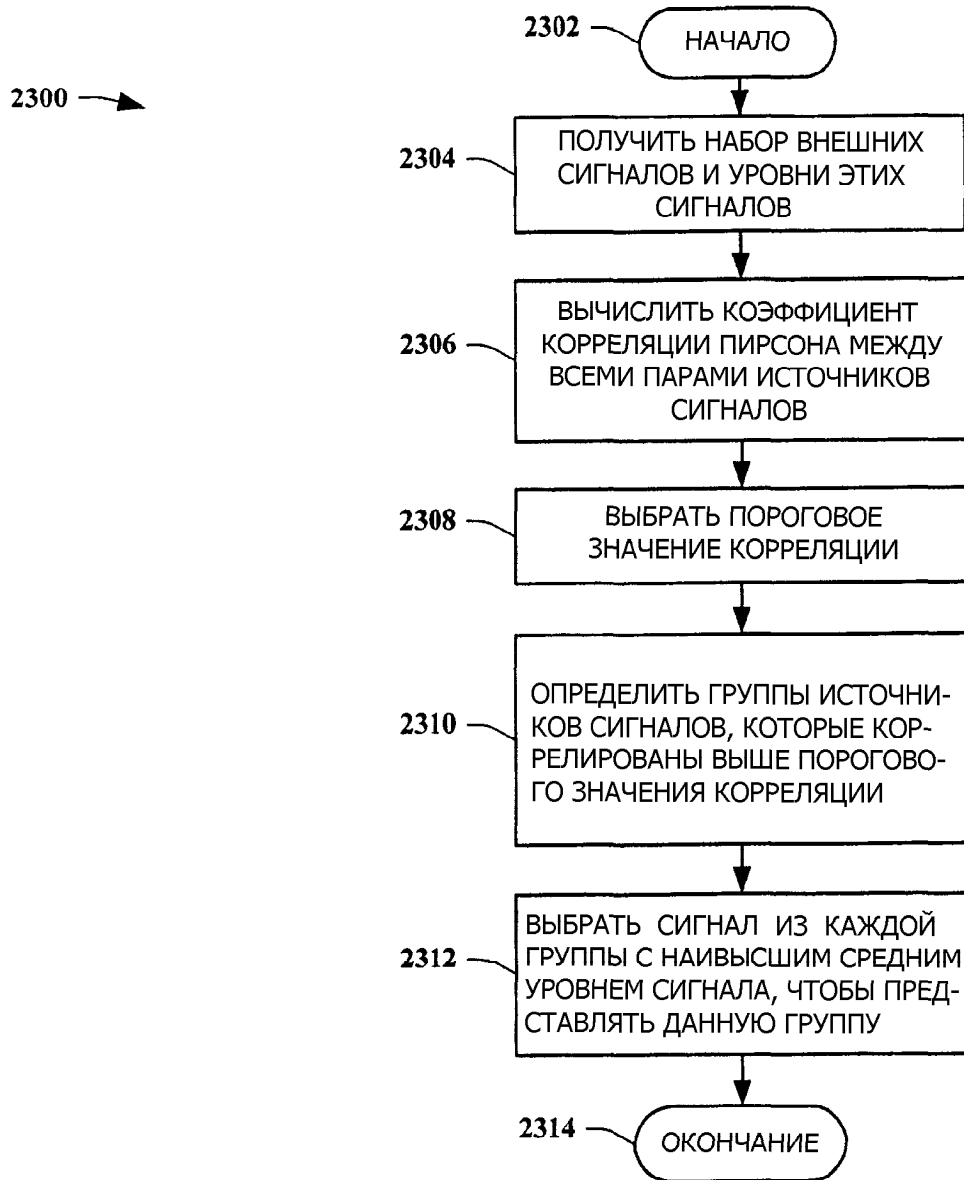 2302
НАЧАЛО
2300
2304
ПОЛУЧИТЬ НАБОР ВНЕШНИХ
СИГНАЛОВ И УРОВНИ ЭТИХ
СИГНАЛОВ
2306
ВЫЧИСЛИТЬ КОЭФФИЦИЕНТ
КОРРЕЛЯЦИИ ПИРСОНА МЕЖДУ
ВСЕМИ ПАРАМИ ИСТОЧНИКОВ
СИГНАЛОВ
2308
ВЫБРАТЬ ПОРОГОВОЕ
ЗНАЧЕНИЕ КОРРЕЛЯЦИИ
2310
ОПРЕДЕЛИТЬ ГРУППЫ ИСТОЧНИ-
КОВ СИГНАЛОВ, КОТОРЫЕ КОР-
РЕЛИРОВАНЫ ВЫШЕ ПОРОГОВО-
ГО ЗНАЧЕНИЯ КОРРЕЛЯЦИИ
2312
ВЫБРАТЬ СИГНАЛ ИЗ КАЖДОЙ
ГРУППЫ С НАИВЫСШИМ СРЕДНИМ
УРОВНЕМ СИГНАЛА, ЧТОБЫ ПРЕД-
СТАВЛЯТЬ ДАННУЮ ГРУППУ
2314
ОКОНЧАНИЕ